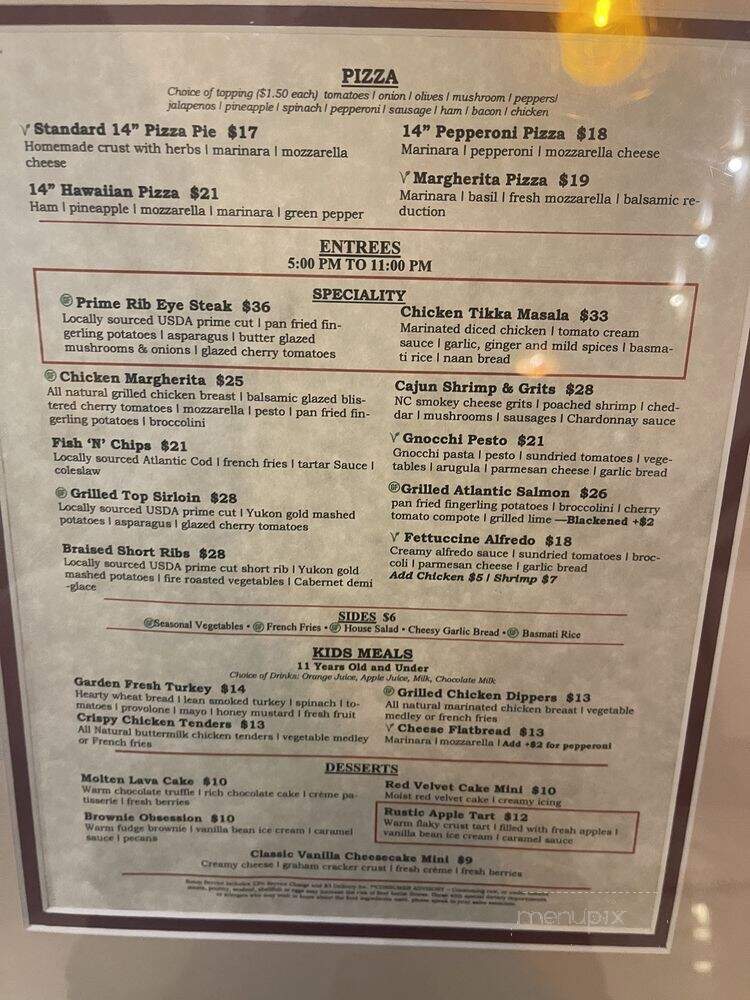 PIZZA
Choice of topping ($1.50 each) tomatoes | onion | olives | mushroom | peppers|
jalapenos | pineapple | spinach | pepperoni | sausage | ham | bacon | chicken
V Standard 14” Pizza Pie $17
Homemade crust with herbs | marinara | mozzarella
cheese
14” Hawaiian Pizza $21
Ham | pineapple | mozzarella | marinara | green pepper
14” Pepperoni Pizza $18
Marinara | pepperoni | mozzarella cheese
V Margherita Pizza $19
Marinara | basil | fresh mozzarella | balsamic re-
duction
ENTREES
5:00 PM TO 11:00 PM
SPECIALITY
GF Prime Rib Eye Steak $36
Locally sourced USDA prime cut | pan fried fin-
gerling potatoes | asparagus | butter glazed
mushrooms & onions | glazed cherry tomatoes
Chicken Tikka Masala $33
Marinated diced chicken | tomato cream
sauce | garlic, ginger and mild spices | basma-
ti rice | naan bread
GF Chicken Margherita $25
All natural grilled chicken breast | balsamic glazed blis-
tered cherry tomatoes | mozzarella | pesto | pan fried fin-
gerling potatoes | broccolini
Fish ‘N’ Chips $21
Locally sourced Atlantic Cod | french fries | tartar Sauce |
coleslaw
GF Grilled Top Sirloin $28
Locally sourced USDA prime cut | Yukon gold mashed
potatoes | asparagus | glazed cherry tomatoes
Braised Short Ribs $28
Locally sourced USDA prime cut short rib | Yukon gold
mashed potatoes | fire roasted vegetables | Cabernet demi
-glace
Cajun Shrimp & Grits $28
NC smokey cheese grits | poached shrimp | ched-
dar | mushrooms | sausages | Chardonnay sauce
V Gnocchi Pesto $21
Gnocchi pasta | pesto | sundried tomatoes | vege-
tables | arugula | parmesan cheese | garlic bread
GF Grilled Atlantic Salmon $26
pan fried fingerling potatoes | broccolini | cherry
tomato compote | grilled lime —Blackened +$2
V Fettuccine Alfredo $18
Creamy alfredo sauce | sundried tomatoes | broc-
coli | parmesan cheese | garlic bread
Add Chicken $5 | Shrimp $7
SIDES $6
GF Seasonal Vegetables • GF French Fries • GF House Salad • Cheesy Garlic Bread • GF Basmati Rice
KIDS MEALS
11 Years Old and Under
Choice of Drinks: Orange Juice, Apple Juice, Milk, Chocolate Milk
Garden Fresh Turkey $14
Hearty wheat bread | lean smoked turkey | spinach | to-
matoes | provolone | mayo | honey mustard | fresh fruit
Crispy Chicken Tenders $13
All Natural buttermilk chicken tenders | vegetable medley
or French fries
GF Grilled Chicken Dippers $13
All natural marinated chicken breast | vegetable
medley or french fries
V Cheese Flatbread $13
Marinara | mozzarella | Add +$2 for pepperoni
DESSERTS
Molten Lava Cake $10
Warm chocolate truffle | rich chocolate cake | crème pa-
tisserie | fresh berries
Brownie Obsession $10
Warm fudge brownie | vanilla bean ice cream | caramel
sauce | pecans
Red Velvet Cake Mini $10
Moist red velvet cake | creamy icing
Rustic Apple Tart $12
Warm flaky crust tart | filled with fresh apples |
vanilla bean ice cream | caramel sauce
Classic Vanilla Cheesecake Mini $9
Creamy cheese | graham cracker crust | fresh crème | fresh berries
menupix